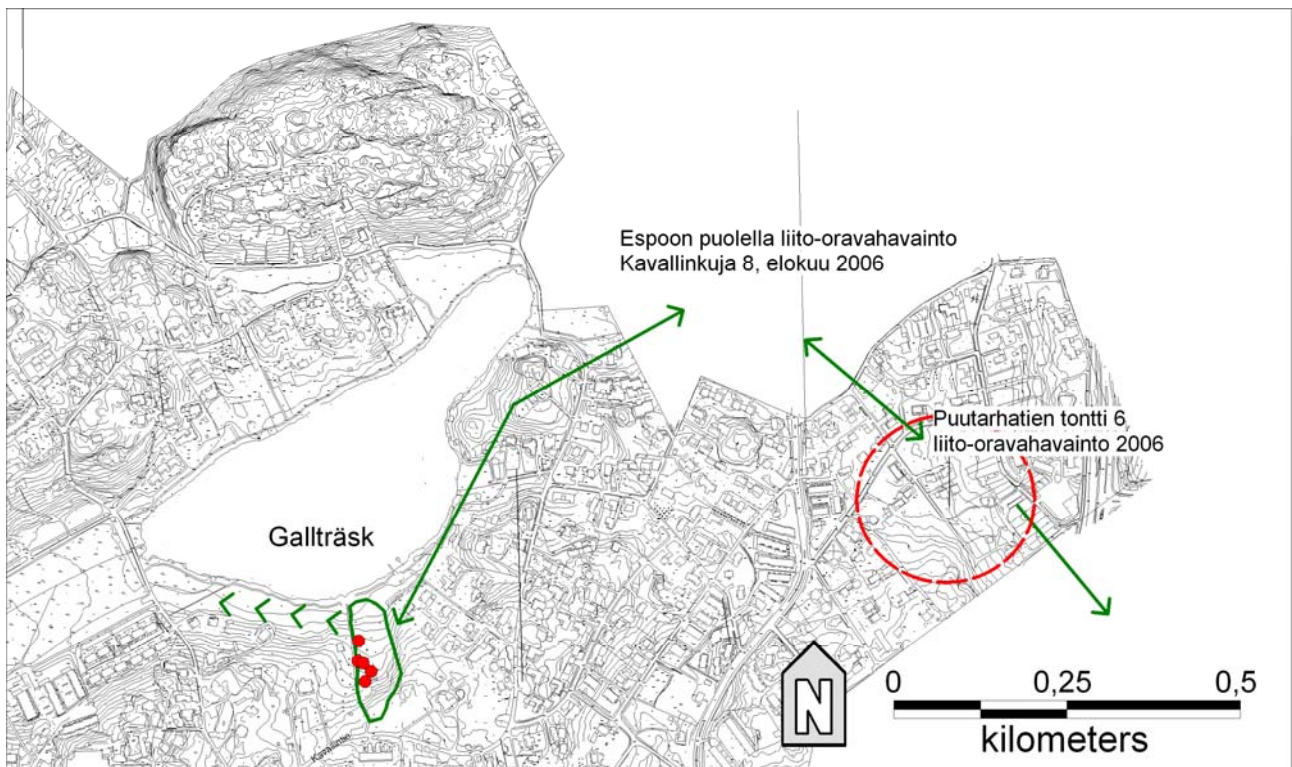 Espoon puolella liito-oravahavainto
Kavallinkuja 8, elokuu 2006
Puutarhatien tontti 6,
liito-oravahavainto 2006
Gallträsk
N
0 0,25 0,5
kilometers